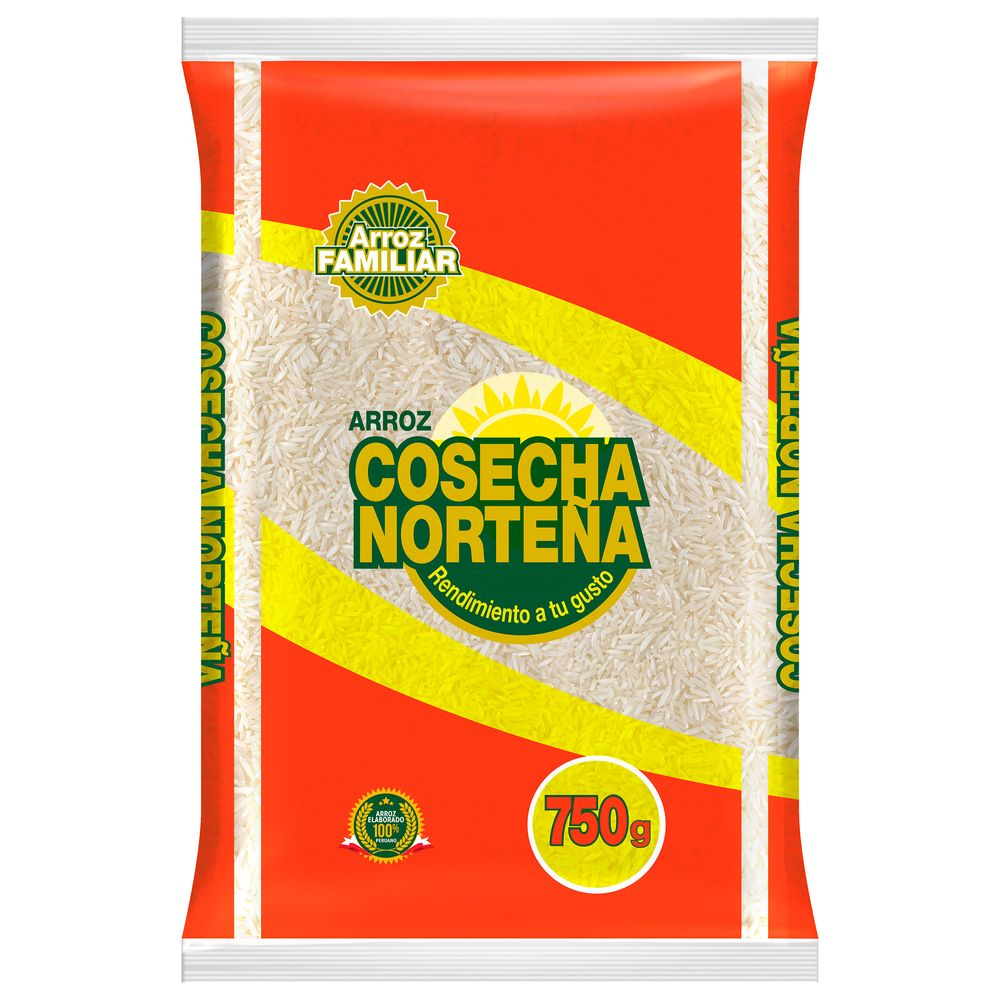 Arroz
FAMILIAR
ARROZ
COSECHA
NORTEÑA
Rendimiento a tu gusto
COSECHA NORTEÑA
COSECHA NORTEÑA
ARROZ
ELABORADO
100%
PERUANO
750g